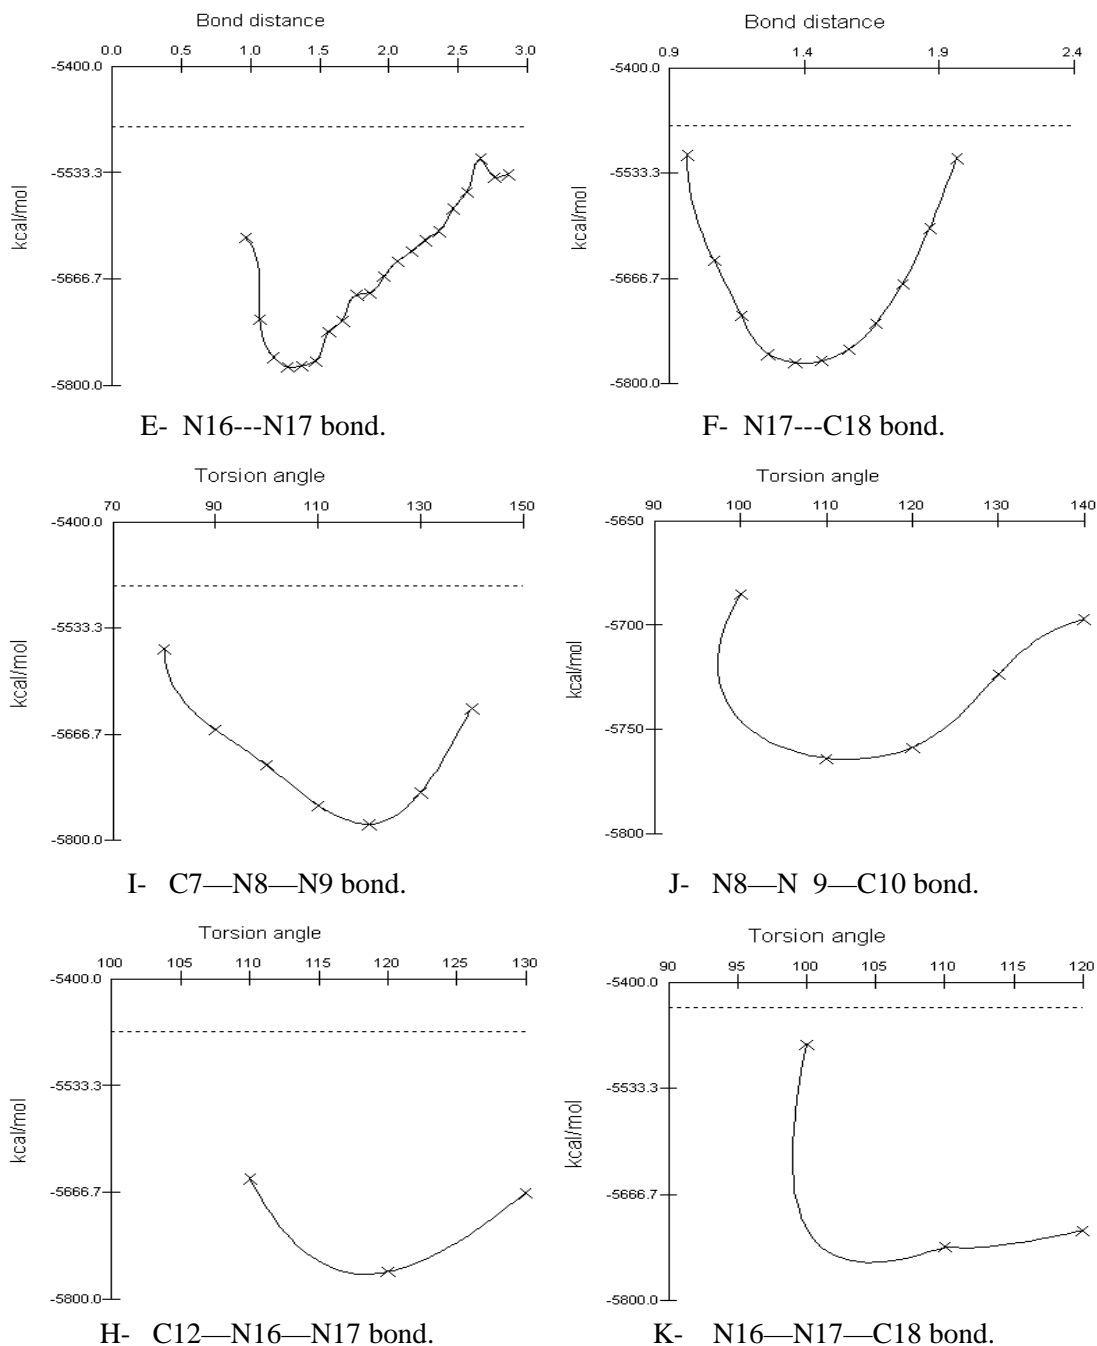 Bond distance
0.0 0.5 1.0 1.5 2.0 2.5 3.0
-5400.0
-5533.3
-5666.7
-5800.0
kcal/mol
E- N16---N17 bond.
Bond distance
0.9 1.4 1.9 2.4
-5400.0
-5533.3
-5666.7
-5800.0
kcal/mol
F- N17---C18 bond.
Torsion angle
70 90 110 130 150
-5400.0
-5533.3
-5666.7
-5800.0
kcal/mol
I- C7—N8—N9 bond.
Torsion angle
90 100 110 120 130 140
-5650
-5700
-5750
-5800
kcal/mol
J- N8—N 9—C10 bond.
Torsion angle
100 105 110 115 120 125 130
-5400.0
-5533.3
-5666.7
-5800.0
kcal/mol
H- C12—N16—N17 bond.
Torsion angle
90 95 100 105 110 115 120
-5400.0
-5533.3
-5666.7
-5800.0
kcal/mol
K- N16—N17—C18 bond.